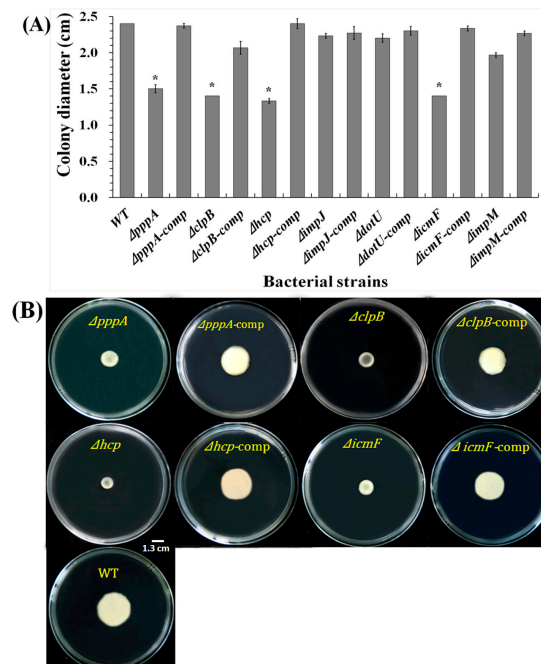 (A)
Colony diameter (cm)
2.5
2.0
1.5
1.0
0.5
0.0
* * * *
WT
ΔpppA
ΔpppA-comp
ΔclpB
ΔclpB-comp
Δhcp
Δhcp-comp
ΔimpJ
ΔimpJ-comp
ΔdotU
ΔdotU-comp
ΔicmF
ΔicmF-comp
ΔimpM
ΔimpM-comp
Bacterial strains
(B)
ΔpppA ΔpppA-comp ΔclpB ΔclpB-comp
Δhcp Δhcp-comp ΔicmF Δ icmF-comp
1.3 cm
WT